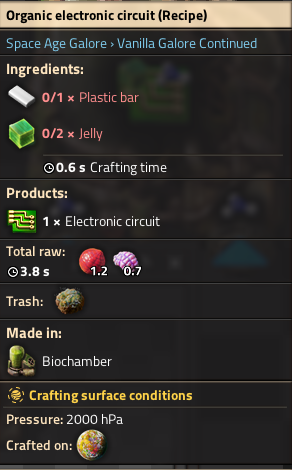 Organic electronic circuit (Recipe)
Space Age Galore › Vanilla Galore Continued
Ingredients:
0/1 × Plastic bar
0/2 × Jelly
0.6 s Crafting time
Products:
1 × Electronic circuit
Total raw:
3.8 s 1.2 0.7
Trash:
Made in:
Biochamber
Crafting surface conditions
Pressure: 2000 hPa
Crafted on: